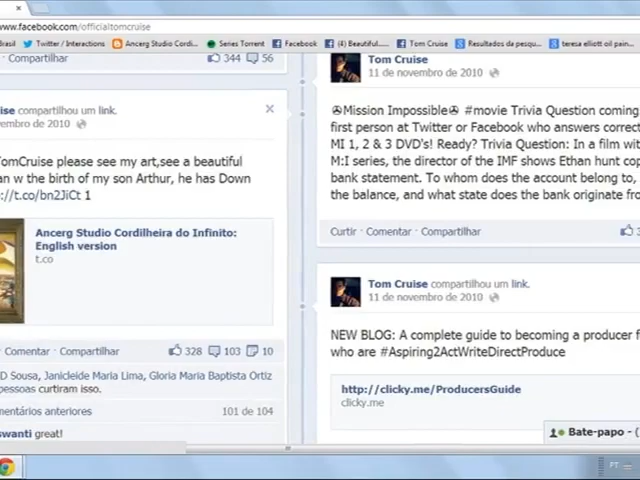 www.facebook.com/officialtomcruise
Brasil
Twitter / Interactions
Ancerg Studio Cordi...
Series Torrent
Facebook
(4) Beautiful......
Tom Cruise
Resultados da pesqu...
teresa elliott oil pain...
Compartilhar
344
56
compartilhou um link.
11 de novembro de 2010
TomCruise please see my art,see a beautiful
w the birth of my son Arthur, he has Down
://t.co/bn2JiCt 1
Ancerg Studio Cordilheira do Infinito:
English version
t.co
Comentar · Compartilhar
328
103
10
D Sousa, Janicleide Maria Lima, Gloria Maria Baptista Ortiz
pessoas curtiram isso.
mentários anteriores
101 de 104
swanti great!
Tom Cruise
11 de novembro de 2010
✇Mission Impossible✇ #movie Trivia Question coming
first person at Twitter or Facebook who answers correct
MI 1, 2 & 3 DVD's! Ready? Trivia Question: In a film wit
M:I series, the director of the IMF shows Ethan hunt cop
bank statement. To whom does the account belong to,
the balance, and what state does the bank originate fro
Curtir · Comentar · Compartilhar
Tom Cruise compartilhou um link.
11 de novembro de 2010
NEW BLOG: A complete guide to becoming a producer f
who are #Aspiring2ActWriteDirectProduce
http://clicky.me/ProducersGuide
clicky.me
Bate-papo - (
PT